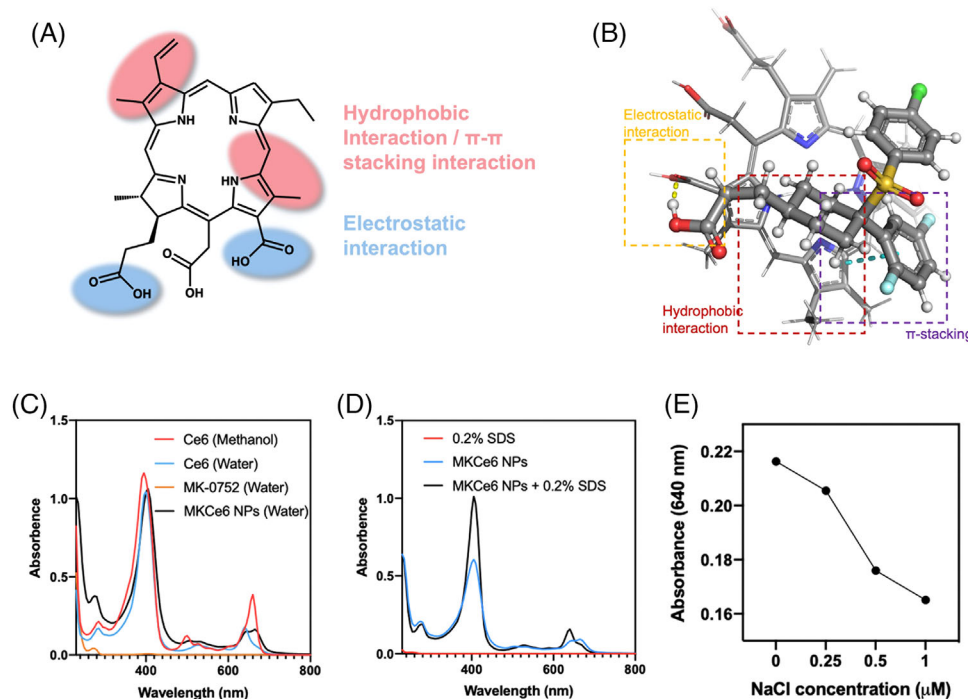 (A)
NH
N
N
HN
O
OH
O
OH
HO
O
Hydrophobic
Interaction / π-π
stacking interaction
Electrostatic
interaction
(B)
Electrostatic
interaction
Hydrophobic
interaction
π-stacking
(C)
Absorbence
1.5
1.0
0.5
0.0
Ce6 (Methanol)
Ce6 (Water)
MK-0752 (Water)
MKCe6 NPs (Water)
400
600
800
Wavelength (nm)
(D)
Absorbence
1.5
1.0
0.5
0.0
0.2% SDS
MKCe6 NPs
MKCe6 NPs + 0.2% SDS
400
600
800
Wavelength (nm)
(E)
Absorbance (640 nm)
0.22
0.20
0.18
0.16
0
0.25
0.5
1
NaCl concentration (μM)